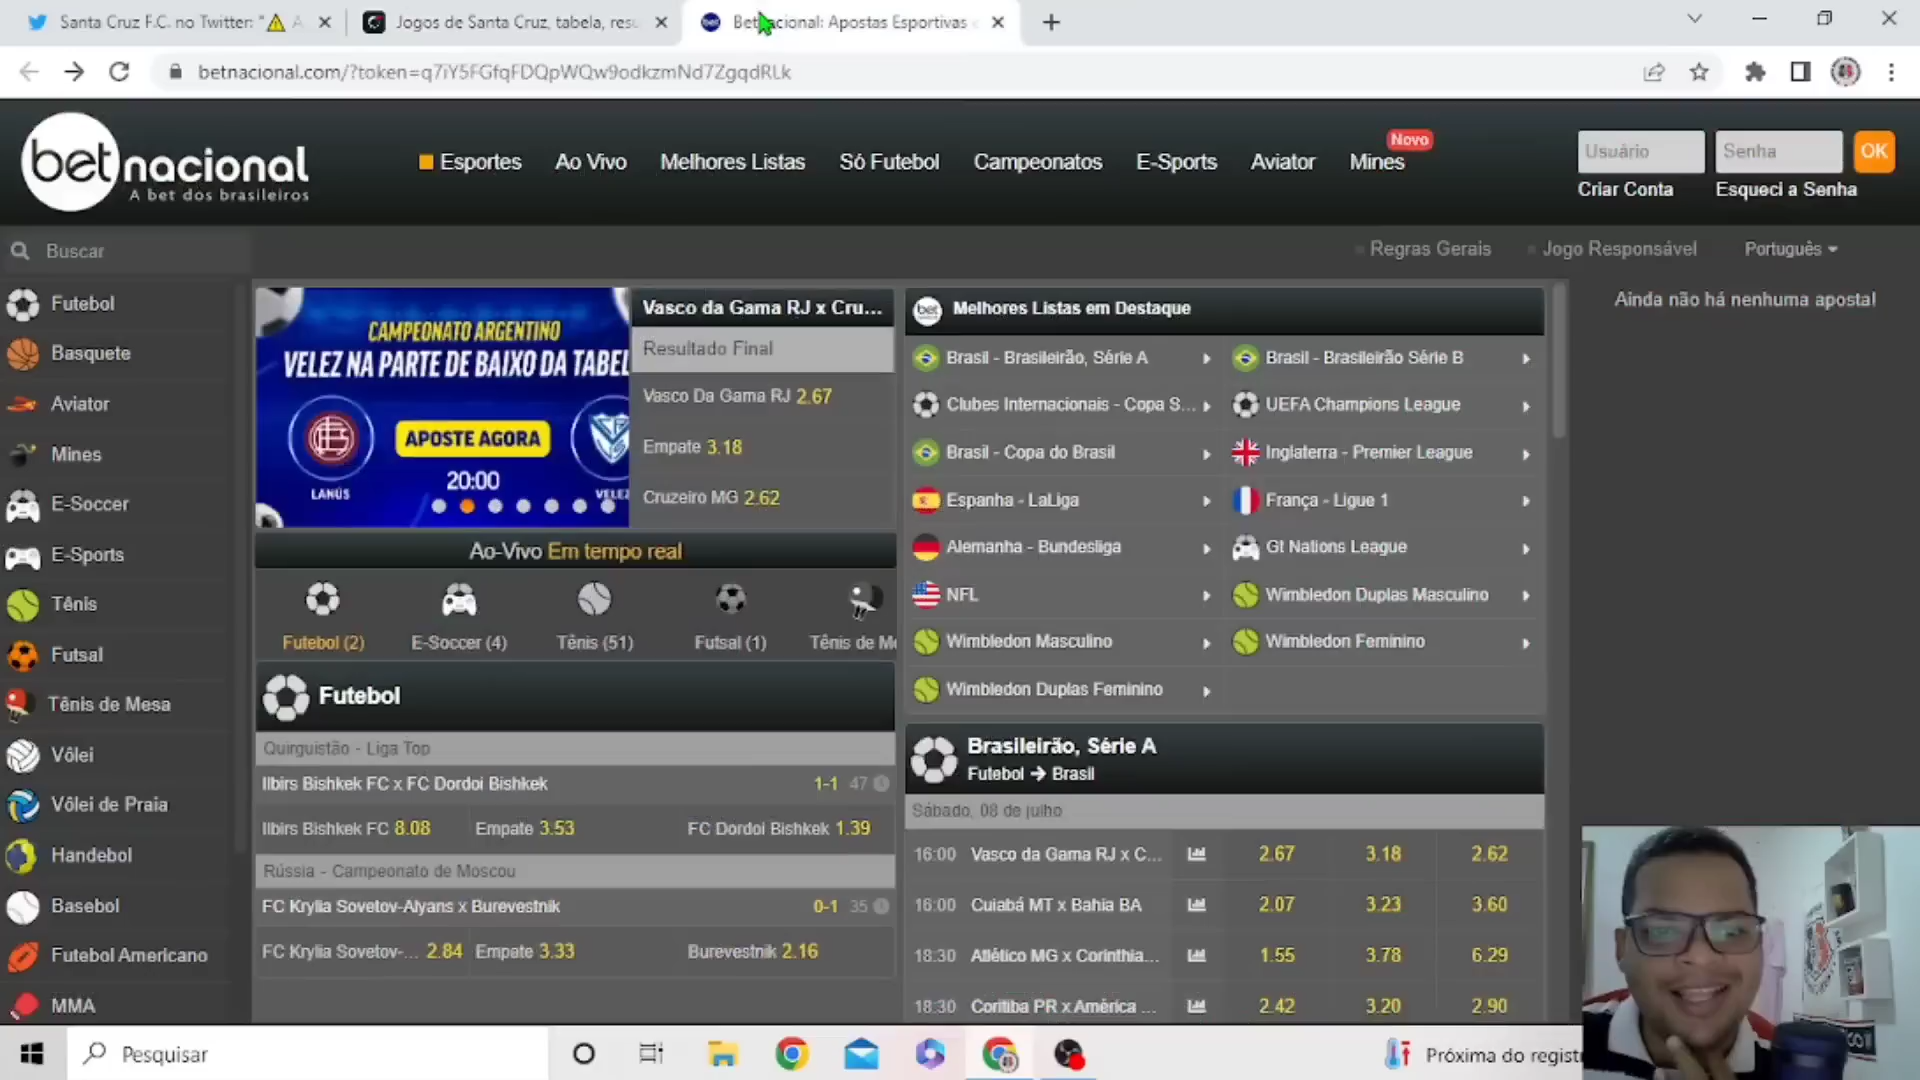 Santa Cruz F.C. no Twitter: "⚠ A
Jogos de Santa Cruz, tabela, resu
Betnacional: Apostas Esportivas
betnacional.com/?token=q7iY5FGfqFDQpWQw9odkzmNd7ZgqdRLk
betnacional
A bet dos brasileiros
Esportes
Ao Vivo
Melhores Listas
Só Futebol
Campeonatos
E-Sports
Aviator
Mines
Novo
Usuário
Senha
OK
Criar Conta
Esqueci a Senha
Buscar
Regras Gerais
Jogo Responsável
Português
Futebol
Basquete
Aviator
Mines
E-Soccer
E-Sports
Tênis
Futsal
Tênis de Mesa
Vôlei
Vôlei de Praia
Handebol
Basebol
Futebol Americano
MMA
CAMPEONATO ARGENTINO
VELEZ NA PARTE DE BAIXO DA TABEL
APOSTE AGORA
20:00
LANÚS
VELEZ
Vasco da Gama RJ x Cru...
Resultado Final
Vasco Da Gama RJ 2.67
Empate 3.18
Cruzeiro MG 2.62
Ao-Vivo Em tempo real
Futebol (2)
E-Soccer (4)
Tênis (51)
Futsal (1)
Tênis de Me
Futebol
Quirguistão - Liga Top
Ilbirs Bishkek FC x FC Dordoi Bishkek 1-1 47
Ilbirs Bishkek FC 8.08 Empate 3.53 FC Dordoi Bishkek 1.39
Rússia - Campeonato de Moscou
FC Krylia Sovetov-Alyans x Burevestnik 0-1 35
FC Krylia Sovetov-... 2.84 Empate 3.33 Burevestnik 2.16
bet
Melhores Listas em Destaque
Brasil - Brasileirão, Série A
Brasil - Brasileirão Série B
Clubes Internacionais - Copa S...
UEFA Champions League
Brasil - Copa do Brasil
Inglaterra - Premier League
Espanha - LaLiga
França - Ligue 1
Alemanha - Bundesliga
Gt Nations League
NFL
Wimbledon Duplas Masculino
Wimbledon Masculino
Wimbledon Feminino
Wimbledon Duplas Feminino
Brasileirão, Série A
Futebol → Brasil
Sábado, 08 de julho
16:00 Vasco da Gama RJ x C... 2.67 3.18 2.62
16:00 Cuiabá MT x Bahia BA 2.07 3.23 3.60
18:30 Atlético MG x Corinthia... 1.55 3.78 6.29
18:30 Coritiba PR x América ... 2.42 3.20 2.90
Ainda não há nenhuma aposta!
Pesquisar
Próxima do registr